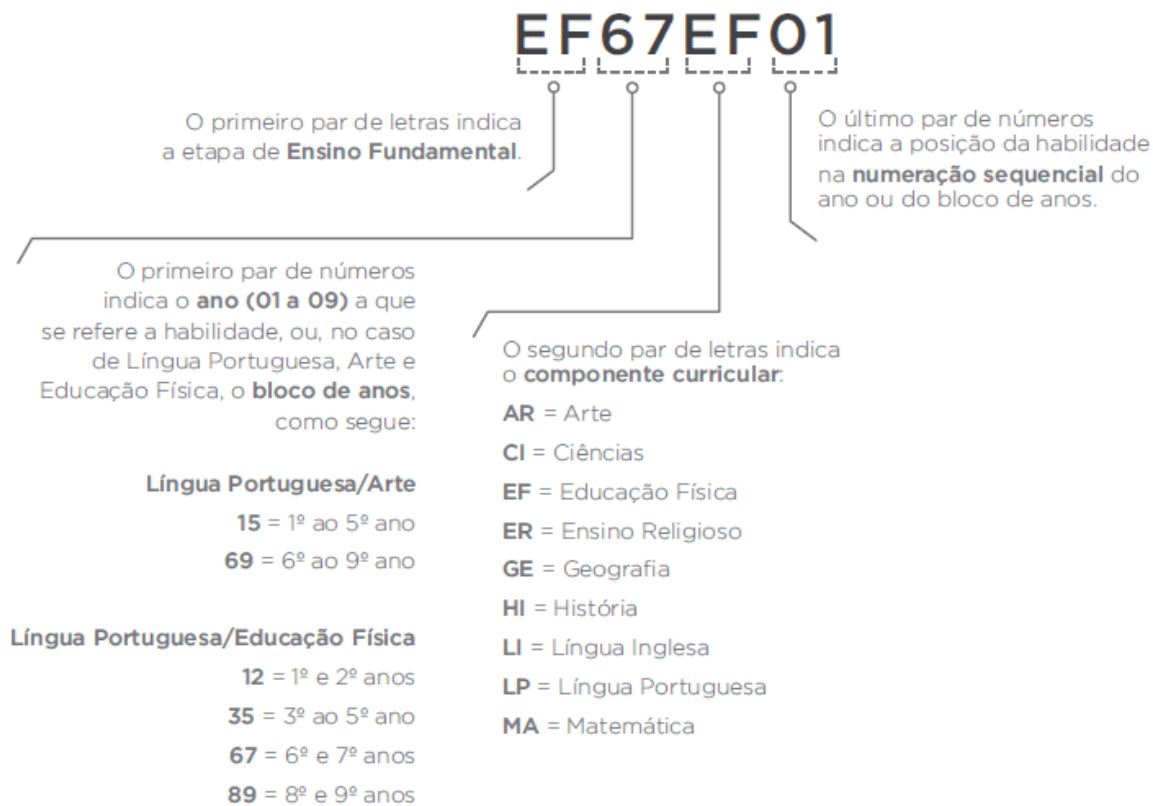 EF67EF01
O primeiro par de letras indica
a etapa de Ensino Fundamental.
O último par de números
indica a posição da habilidade
na numeração sequencial do
ano ou do bloco de anos.
O primeiro par de números
indica o ano (01 a 09) a que
se refere a habilidade, ou, no caso
de Língua Portuguesa, Arte e
Educação Física, o bloco de anos,
como segue:
Língua Portuguesa/Arte
15 = 1º ao 5º ano
69 = 6º ao 9º ano
Língua Portuguesa/Educação Física
12 = 1º e 2º anos
35 = 3º ao 5º ano
67 = 6º e 7º anos
89 = 8º e 9º anos
O segundo par de letras indica
o componente curricular:
AR = Arte
CI = Ciências
EF = Educação Física
ER = Ensino Religioso
GE = Geografia
HI = História
LI = Língua Inglesa
LP = Língua Portuguesa
MA = Matemática